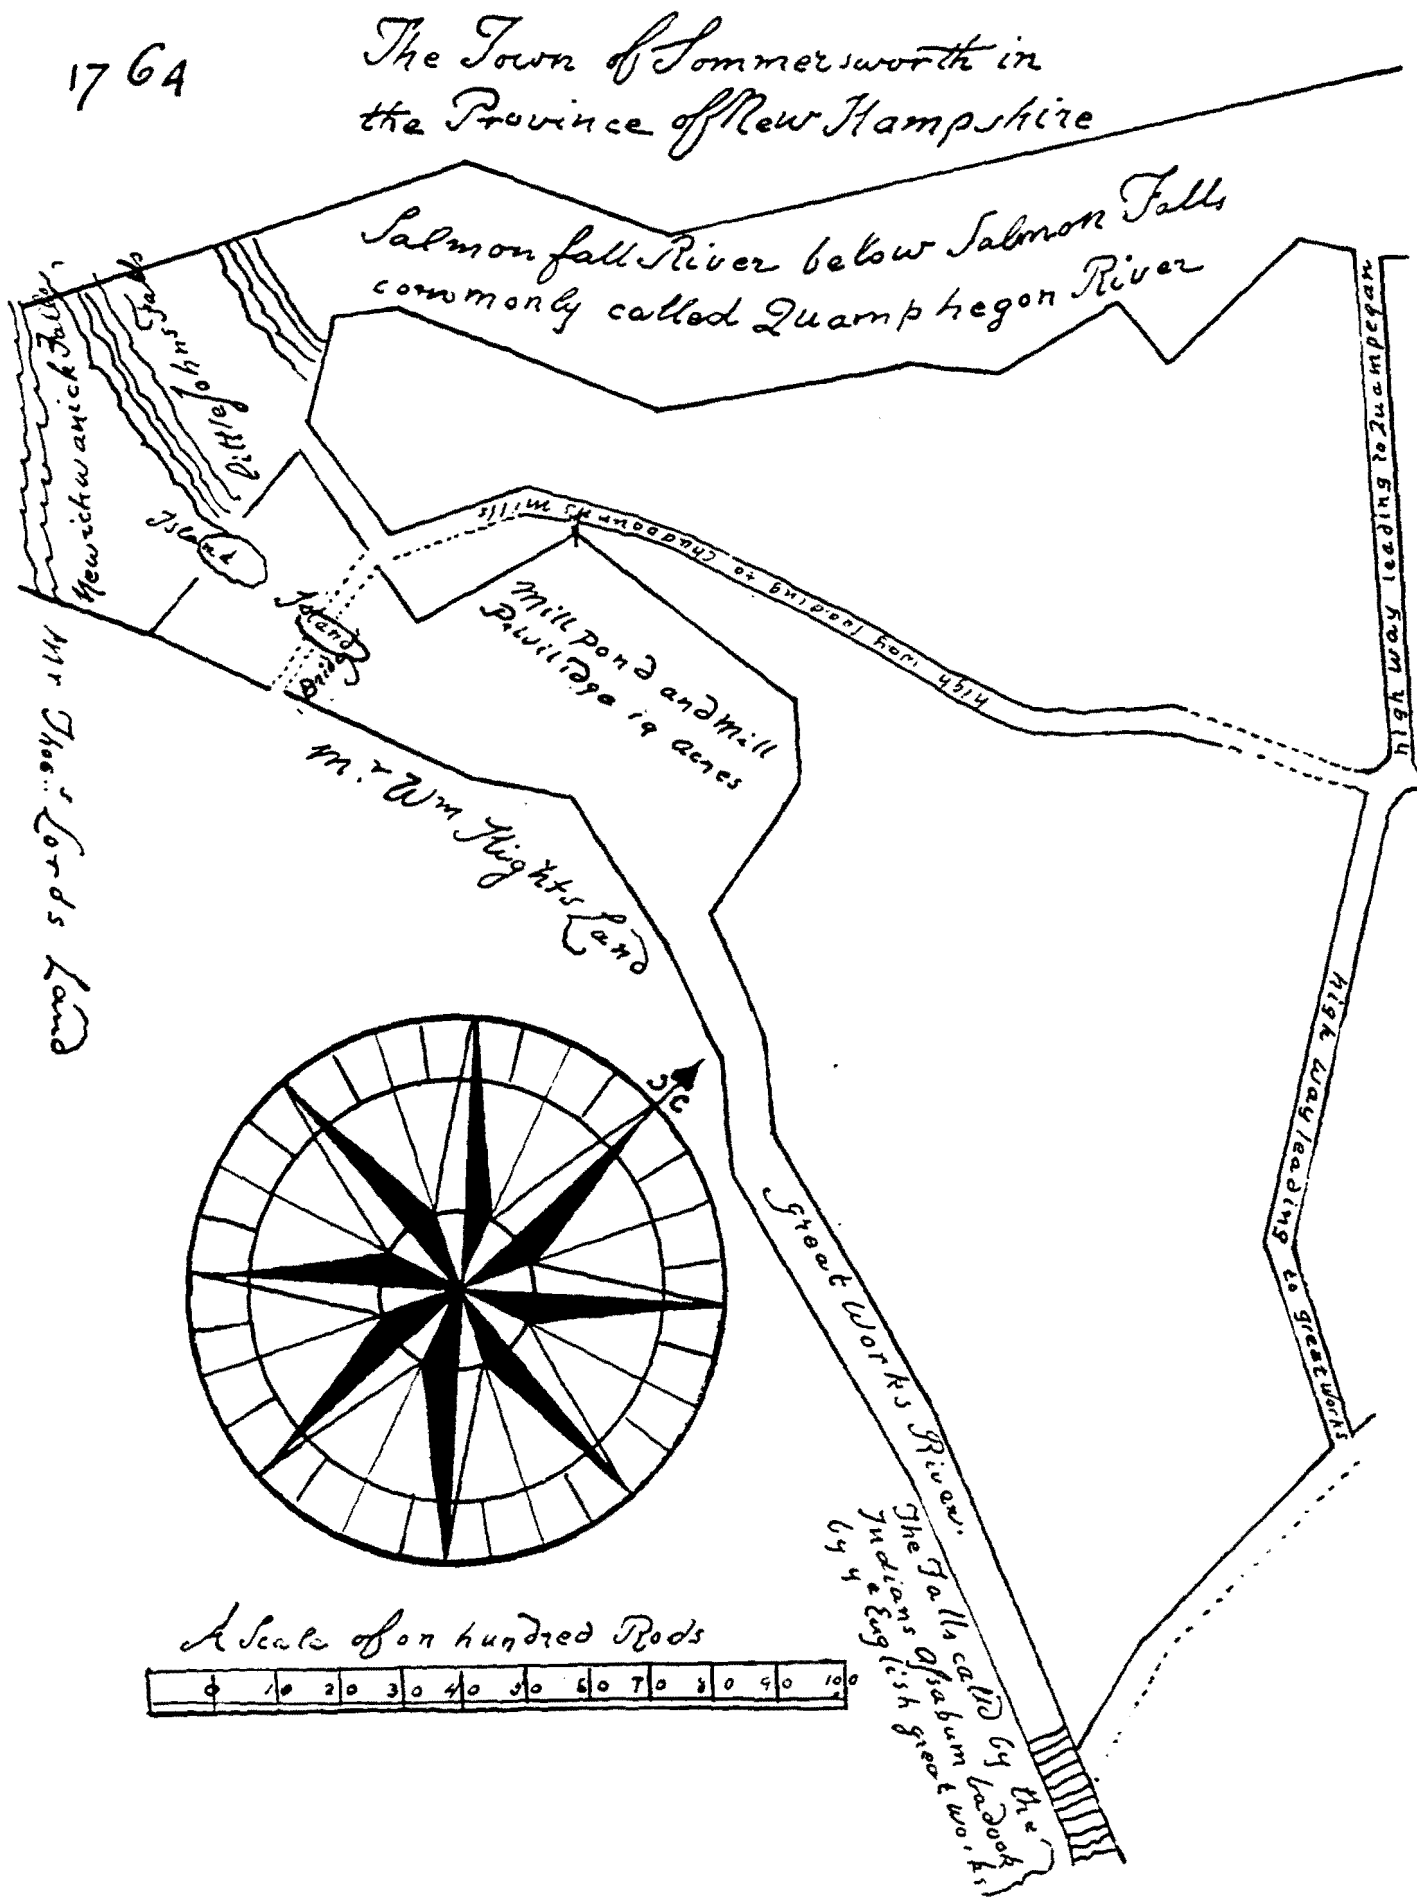 1764
The Town of Sommersworth in
the Province of New Hampshire
Salmon fall River below Salmon Falls
commonly called Quamphegon River
Newichwanick Falls
Little Johns Falls
Island
Island
Bridg
high way leading to Quampegan
high way leading to Chadbourns mills
Mill pond and Mill
Privilidge 19 acres
Mr Thos. Lords Land
Mr Wm Hights Land
high way leading to great works
Great Works River
The Falls calld by the
Indians Assabum badook
by ye English great works
A Scale of on hundred Rods
0 10 20 30 40 50 60 70 80 90 100